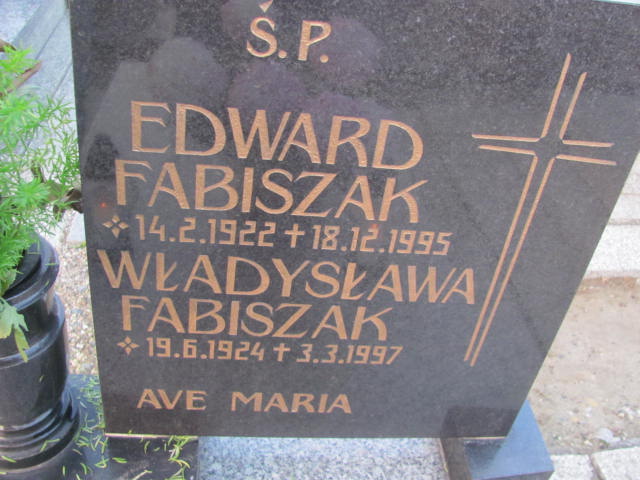 Ś.P.
EDWARD
FABISZAK
14.2.1922 + 18.12.1995
WŁADYSŁAWA
FABISZAK
19.6.1924 + 3.3.1997
AVE MARIA